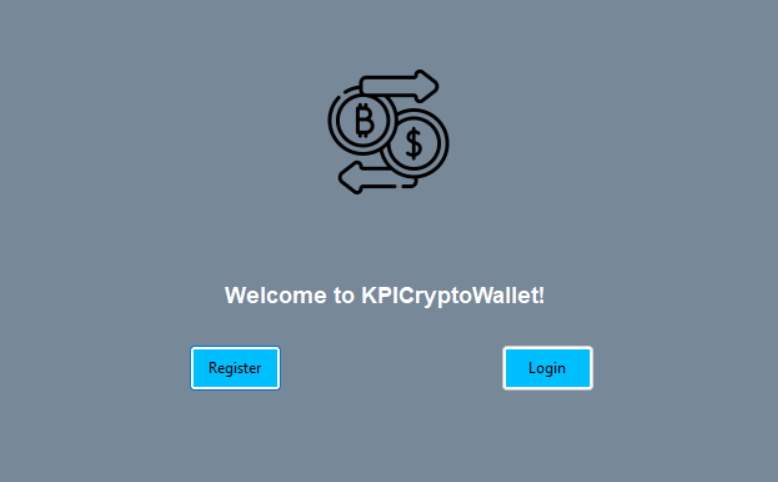 B
$
Welcome to KPICryptoWallet!
Register
Login